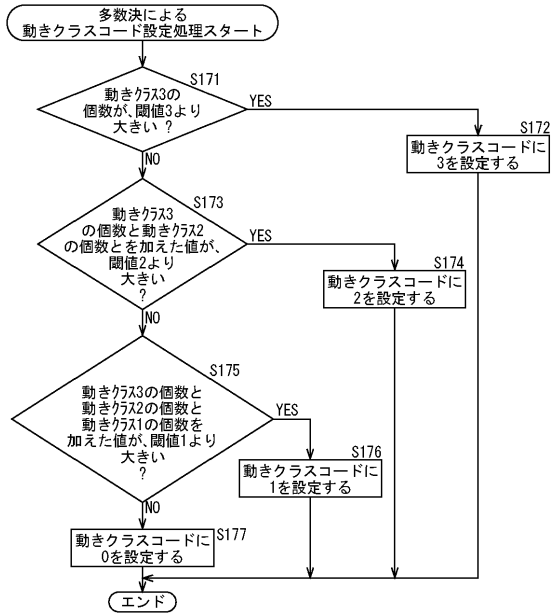 多数決による
動きクラスコード設定処理スタート
S171
動きｸﾗｽ3の
個数が、閾値3より
大きい ?
YES
NO
S172
動きクラスコードに
3を設定する
S173
動きｸﾗｽ3
の個数と動きｸﾗｽ2
の個数とを加えた値が、
閾値2より
大きい
?
YES
NO
S174
動きクラスコードに
2を設定する
S175
動きｸﾗｽ3の個数と
動きｸﾗｽ2の個数と
動きｸﾗｽ1の個数を
加えた値が、閾値1より
大きい
?
YES
NO
S176
動きクラスコードに
1を設定する
S177
動きクラスコードに
0を設定する
エンド